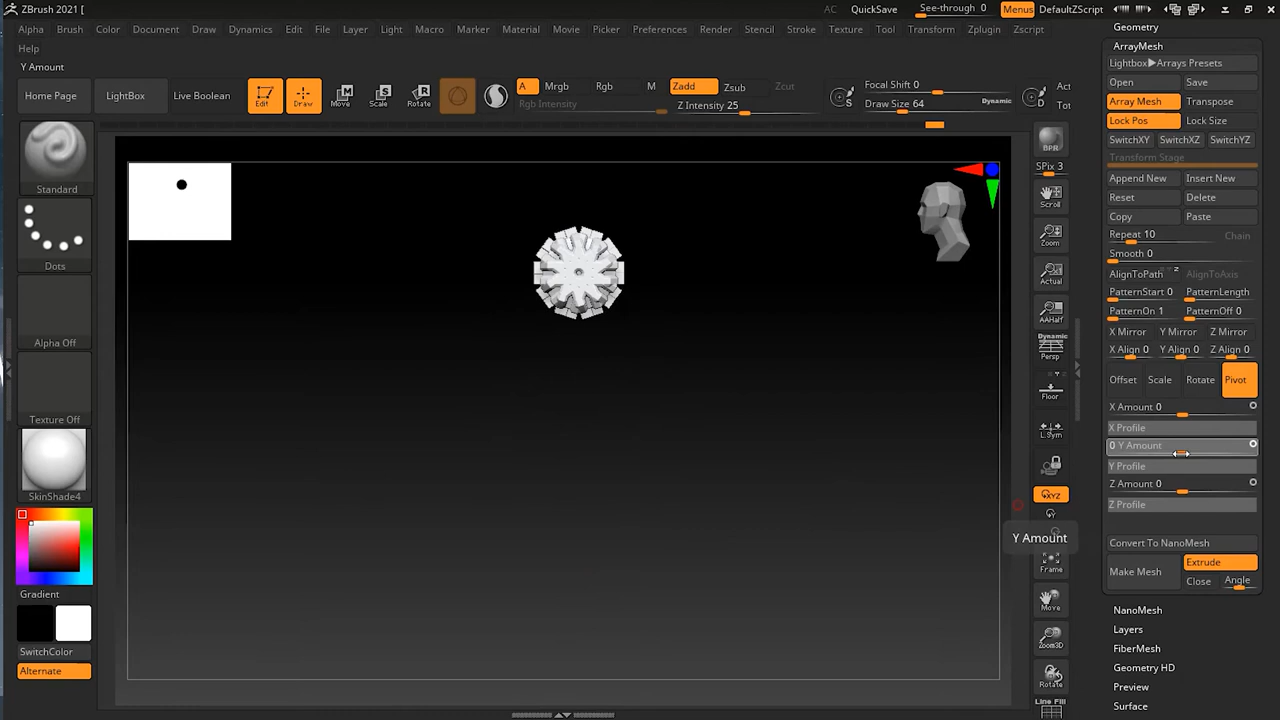 ZBrush 2021 [
AC QuickSave See-through 0 Menus DefaultZScript
Alpha Brush Color Document Draw Dynamics Edit File Layer Light Macro Marker Material Movie Picker Preferences Render Stencil Stroke Texture Tool Transform Zplugin Zscript
Help
Y Amount
Home Page LightBox Live Boolean Edit Draw Move Scale Rotate
A Mrgb Rgb M Zadd Zsub Zcut
Rgb Intensity Z Intensity 25
Focal Shift 0
Draw Size 64 Dynamic
S D
Act
Tot
Standard
Dots
Alpha Off
Texture Off
SkinShade4
Gradient
SwitchColor
Alternate
BPR
SPix 3
Scroll
Zoom
Actual
AAHalf
Dynamic
Persp
Floor
L.Sym
XYZ
Y Amount
Frame
Move
Zoom3D
Rotate
Line Fill
Geometry
ArrayMesh
Lightbox▶Arrays Presets
Open Save
Array Mesh Transpose
Lock Pos Lock Size
SwitchXY SwitchXZ SwitchYZ
Transform Stage
Append New Insert New
Reset Delete
Copy Paste
Repeat 10 Chain
Smooth 0
AlignToPath AlignToAxis
PatternStart 0 PatternLength
PatternOn 1 PatternOff 0
X Mirror Y Mirror Z Mirror
X Align 0 Y Align 0 Z Align 0
Offset Scale Rotate Pivot
X Amount 0
X Profile
0 Y Amount
Y Profile
Z Amount 0
Z Profile
Convert To NanoMesh
Make Mesh Extrude
Close Angle
NanoMesh
Layers
FiberMesh
Geometry HD
Preview
Surface